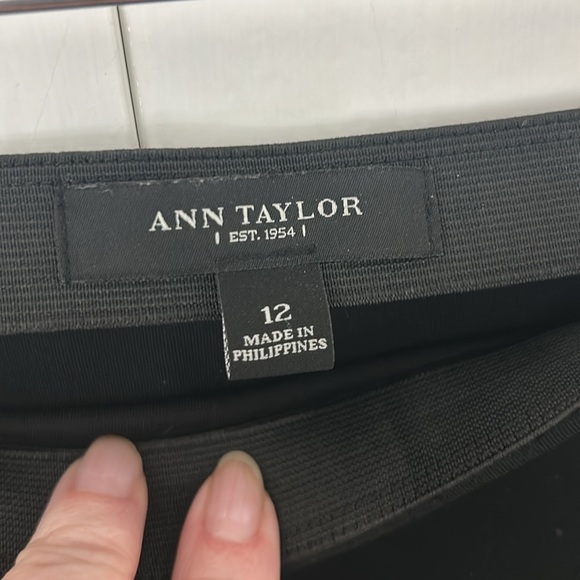 ANN TAYLOR
| EST. 1954 |
12
MADE IN
PHILIPPINES